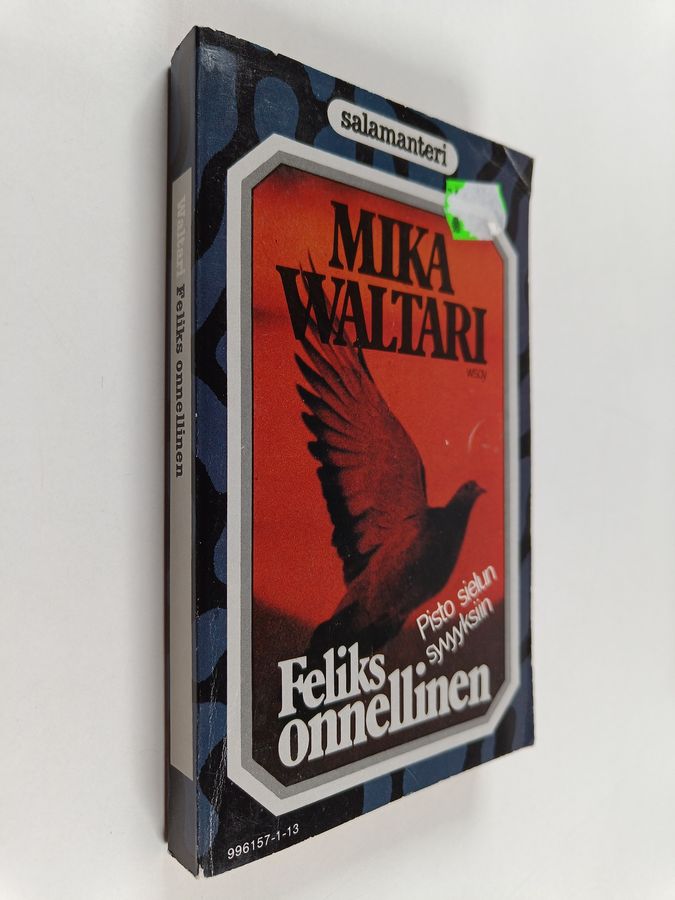 salamanteri
MIKA
WALTARI
wsoy
Pisto sielun
syvyyksiin
Feliks
onnellinen
996157-1-13
Waltari Feliks onnellinen